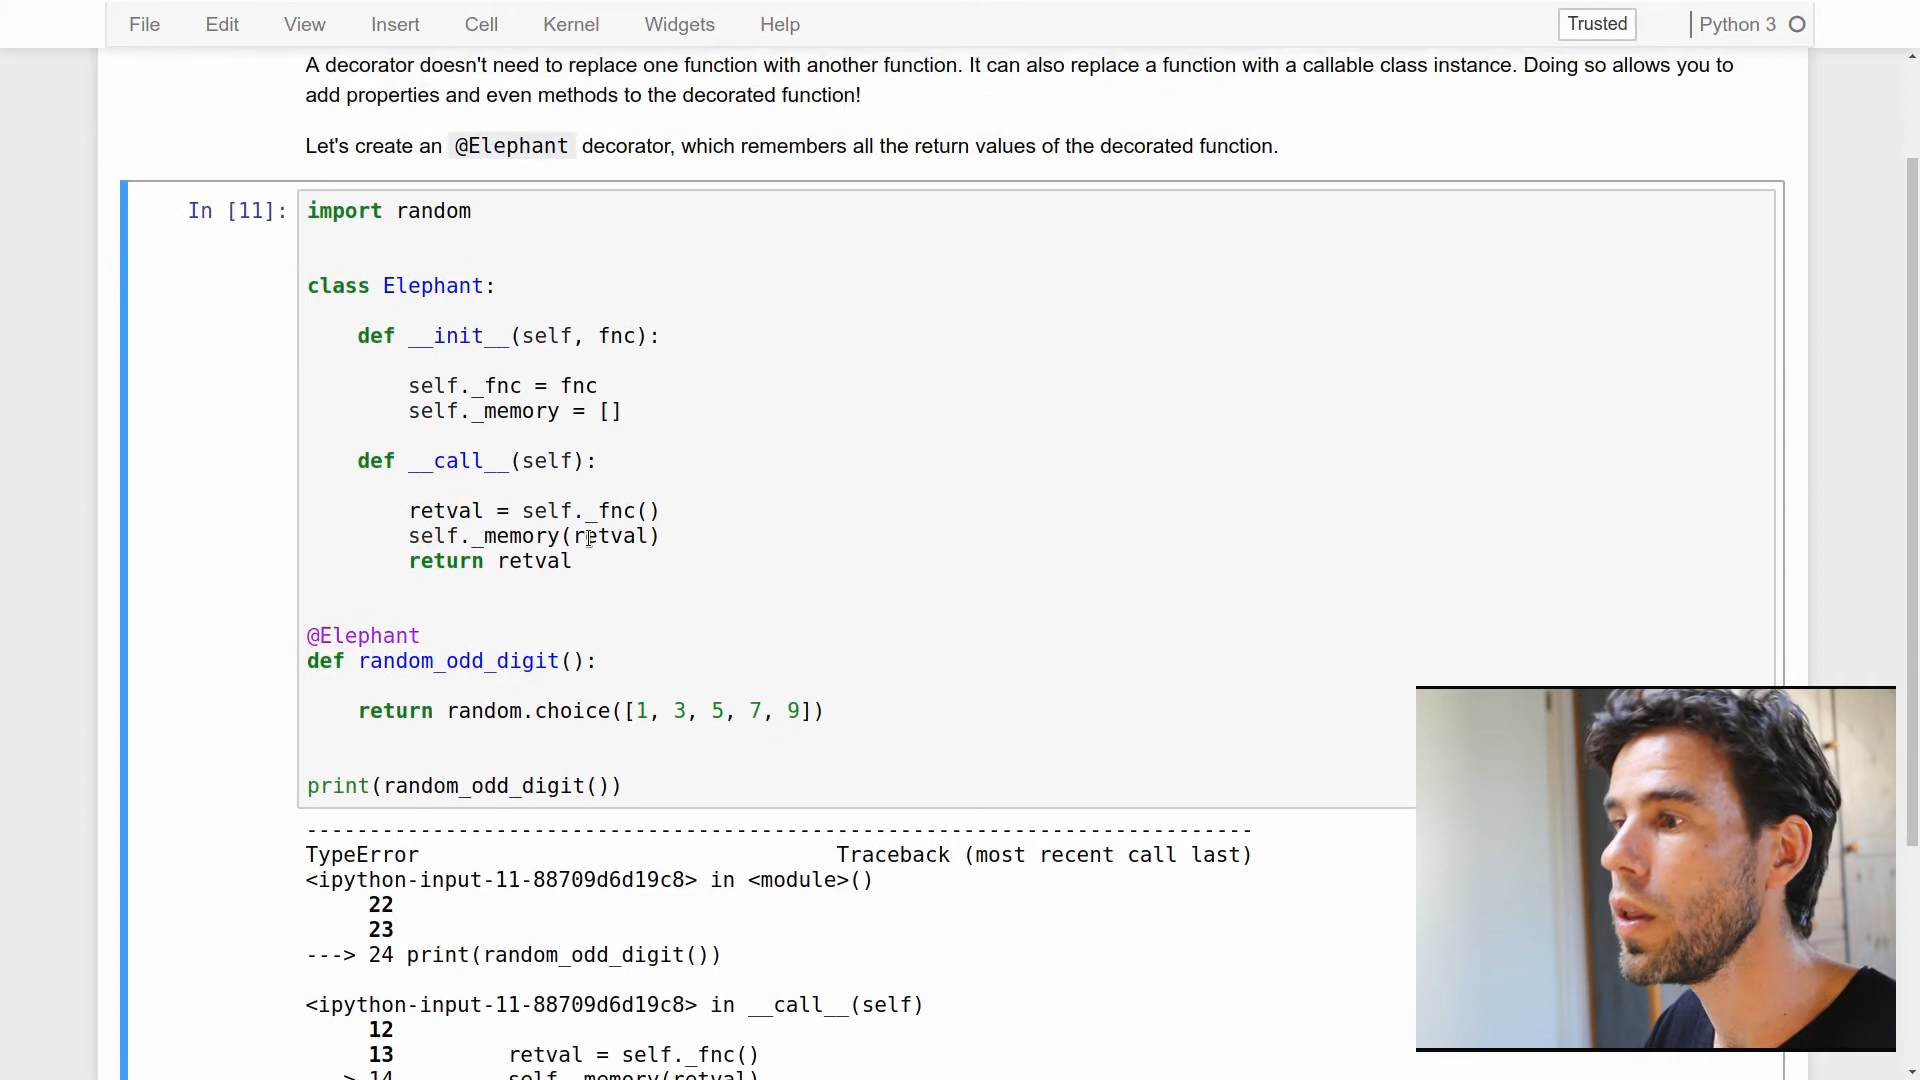 File Edit View Insert Cell Kernel Widgets Help Trusted Python 3
A decorator doesn't need to replace one function with another function. It can also replace a function with a callable class instance. Doing so allows you to
add properties and even methods to the decorated function!
Let's create an @Elephant decorator, which remembers all the return values of the decorated function.
In [11]:
import random
class Elephant:
def __init__(self, fnc):
self._fnc = fnc
self._memory = []
def __call__(self):
retval = self._fnc()
self._memory(retval)
return retval
@Elephant
def random_odd_digit():
return random.choice([1, 3, 5, 7, 9])
print(random_odd_digit())
---------------------------------------------------------------------------
TypeError Traceback (most recent call last)
<ipython-input-11-88709d6d19c8> in <module>()
22
23
---> 24 print(random_odd_digit())
<ipython-input-11-88709d6d19c8> in __call__(self)
12
13 retval = self._fnc()
> 14 self._memory(retval)